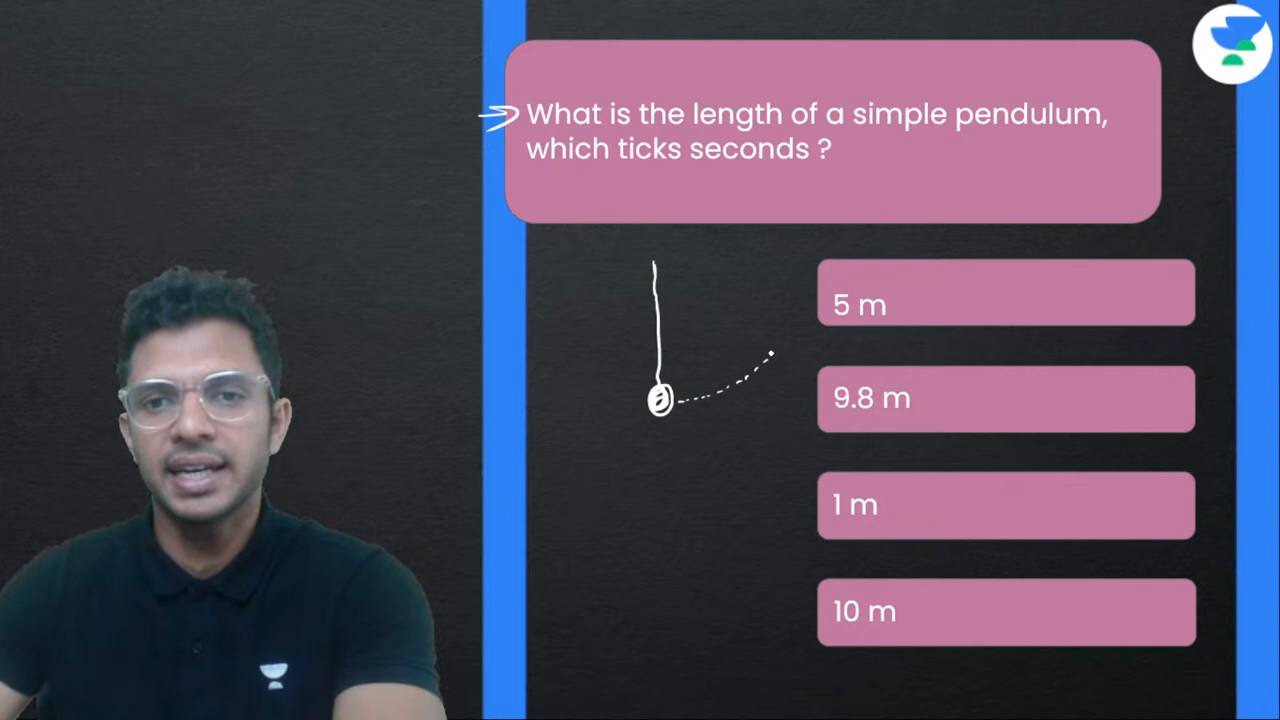 What is the length of a simple pendulum,
which ticks seconds ?
5 m
9.8 m
1 m
10 m